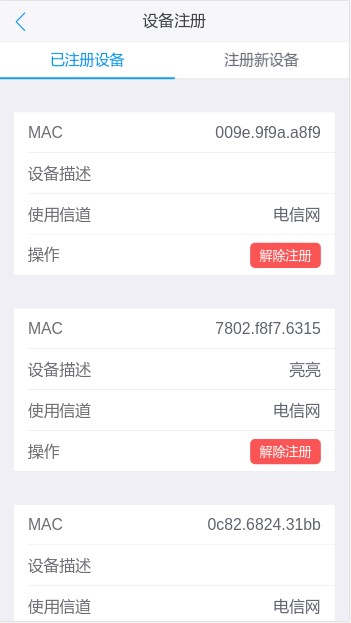 设备注册
已注册设备 注册新设备
MAC 009e.9f9a.a8f9
设备描述
使用信道 电信网
操作 解除注册
MAC 7802.f8f7.6315
设备描述 亮亮
使用信道 电信网
操作 解除注册
MAC 0c82.6824.31bb
设备描述
使用信道 电信网